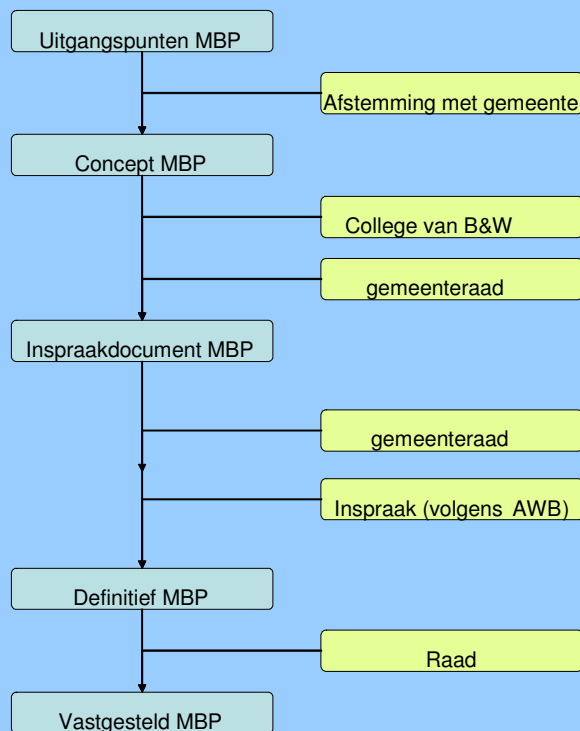 Uitgangspunten MBP
Afstemming met gemeente
Concept MBP
College van B&W
gemeenteraad
Inspraakdocument MBP
gemeenteraad
Inspraak (volgens AWB)
Definitief MBP
Raad
Vastgesteld MBP